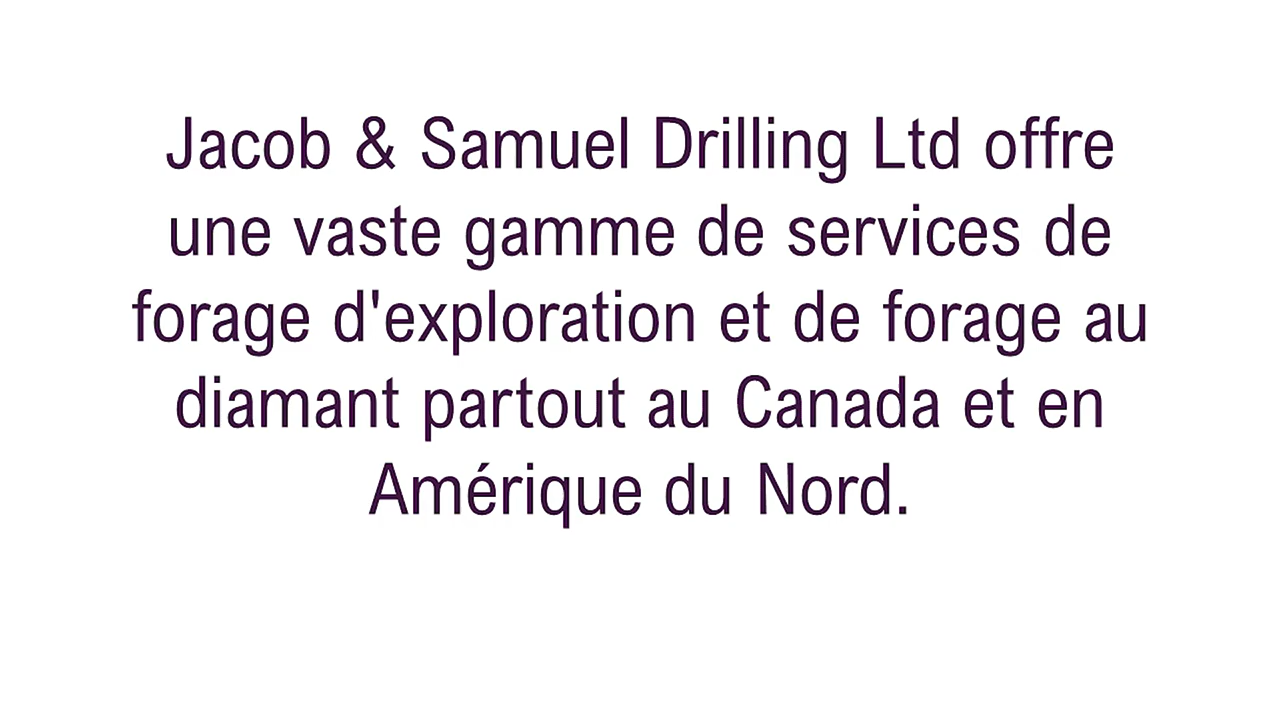 Jacob & Samuel Drilling Ltd offre
une vaste gamme de services de
forage d'exploration et de forage au
diamant partout au Canada et en
Amérique du Nord.